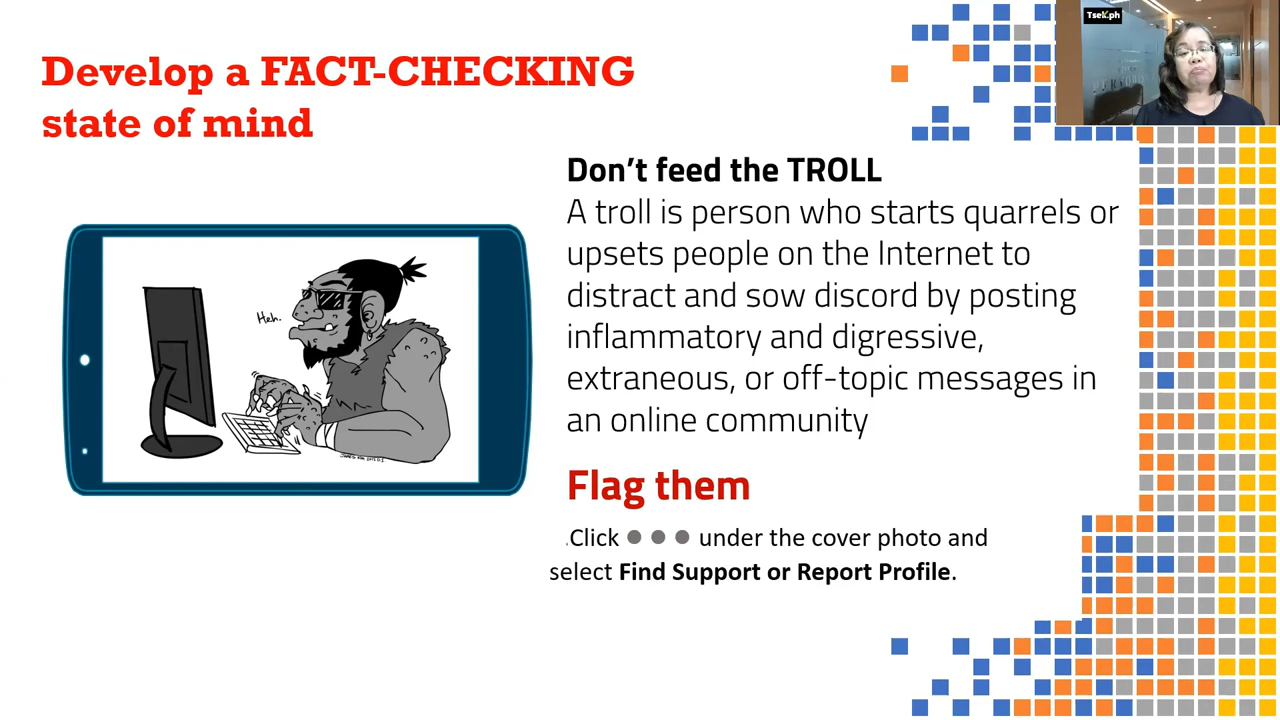 Tsek.ph
Develop a FACT-CHECKING
state of mind
Don't feed the TROLL
A troll is person who starts quarrels or
upsets people on the Internet to
distract and sow discord by posting
inflammatory and digressive,
extraneous, or off-topic messages in
an online community
Heh.
Flag them
.Click ● ● ● under the cover photo and
select Find Support or Report Profile.